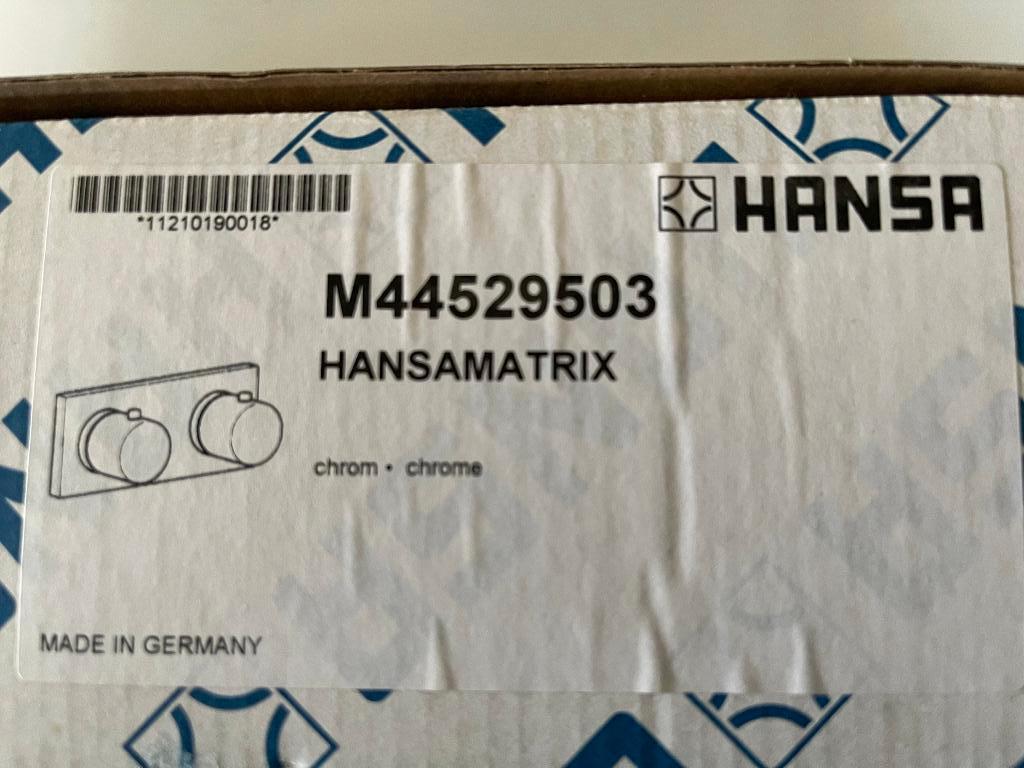 *11210190018*
HANSA
M44529503
HANSAMATRIX
chrom • chrome
MADE IN GERMANY